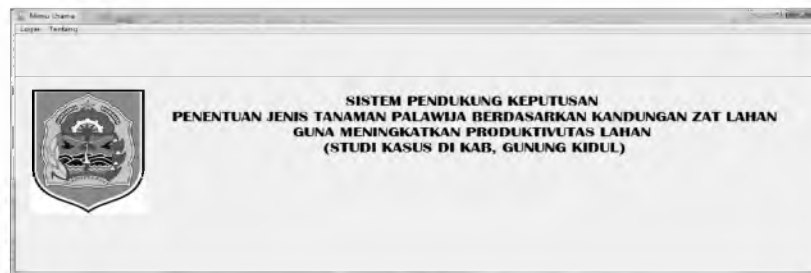 Menu Utama
Login Tentang
SISTEM PENDUKUNG KEPUTUSAN
PENENTUAN JENIS TANAMAN PALAWIJA BERDASARKAN KANDUNGAN ZAT LAHAN
GUNA MENINGKATKAN PRODUKTIVUTAS LAHAN
(STUDI KASUS DI KAB, GUNUNG KIDUL)